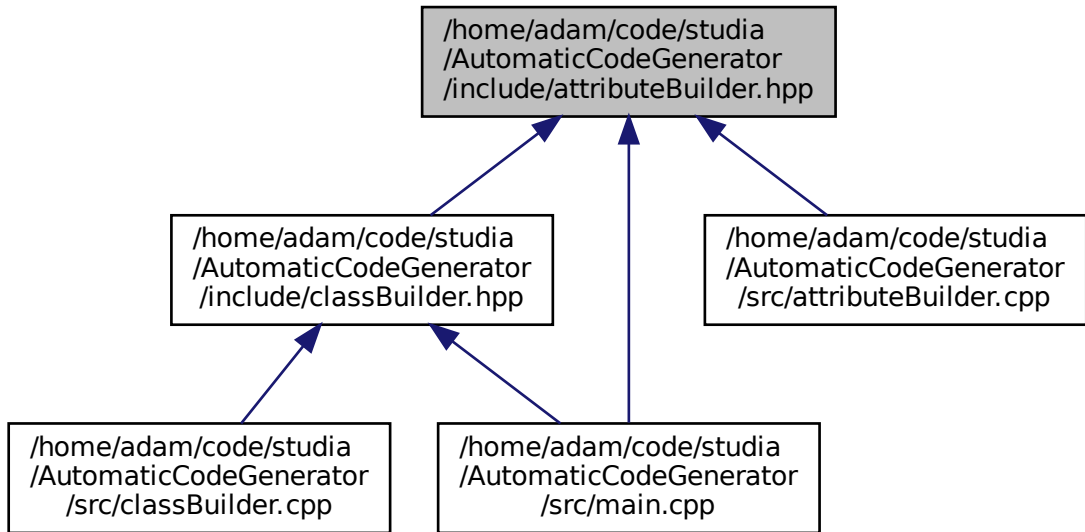 /home/adam/code/studia
/AutomaticCodeGenerator
/include/attributeBuilder.hpp
/home/adam/code/studia
/AutomaticCodeGenerator
/include/classBuilder.hpp
/home/adam/code/studia
/AutomaticCodeGenerator
/src/attributeBuilder.cpp
/home/adam/code/studia
/AutomaticCodeGenerator
/src/classBuilder.cpp
/home/adam/code/studia
/AutomaticCodeGenerator
/src/main.cpp